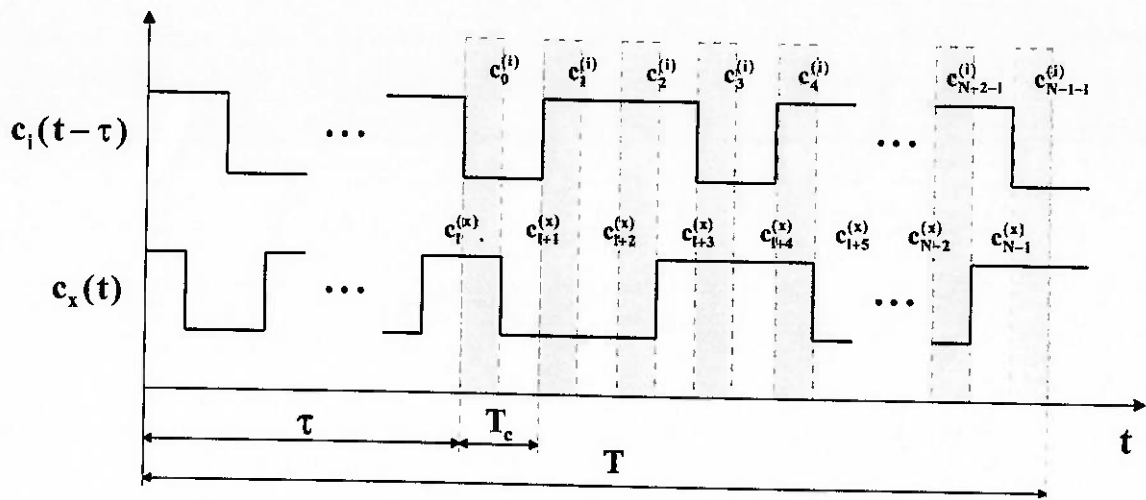 c_0^{(i)} c_1^{(i)} c_2^{(i)} c_3^{(i)} c_4^{(i)} c_{N-2-l}^{(i)} c_{N-1-l}^{(i)}
c_i(t-τ) ... ...
c_l^{(x)} c_{l+1}^{(x)} c_{l+2}^{(x)} c_{l+3}^{(x)} c_{l+4}^{(x)} c_{l+5}^{(x)} c_{N-2}^{(x)} c_{N-1}^{(x)}
c_x(t) ... ...
τ T_c t
T